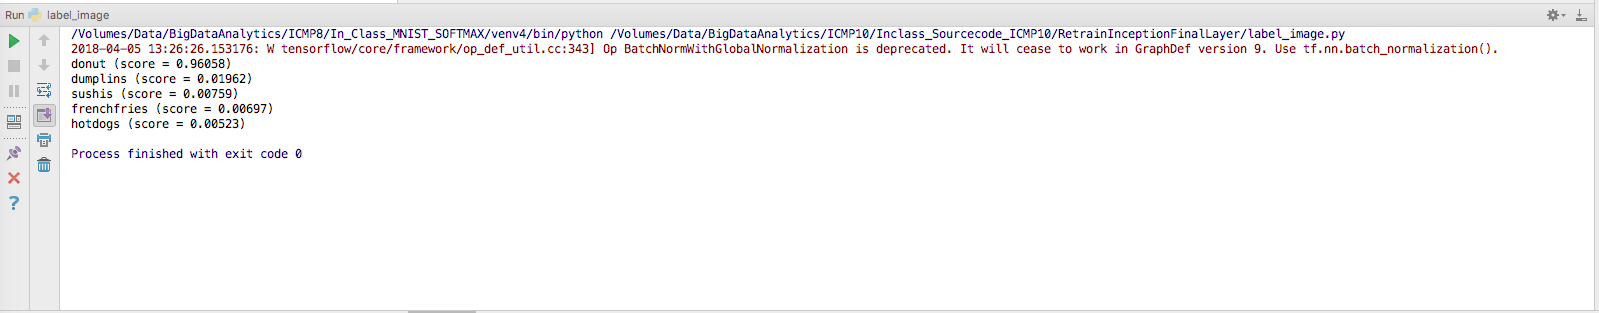 Run label_image
/Volumes/Data/BigDataAnalytics/ICMP8/In_Class_MNIST_SOFTMAX/venv4/bin/python /Volumes/Data/BigDataAnalytics/ICMP10/Inclass_Sourcecode_ICMP10/RetrainInceptionFinalLayer/label_image.py
2018-04-05 13:26:26.153176: W tensorflow/core/framework/op_def_util.cc:343] Op BatchNormWithGlobalNormalization is deprecated. It will cease to work in GraphDef version 9. Use tf.nn.batch_normalization().
donut (score = 0.96058)
dumplins (score = 0.01962)
sushis (score = 0.00759)
frenchfries (score = 0.00697)
hotdogs (score = 0.00523)
Process finished with exit code 0